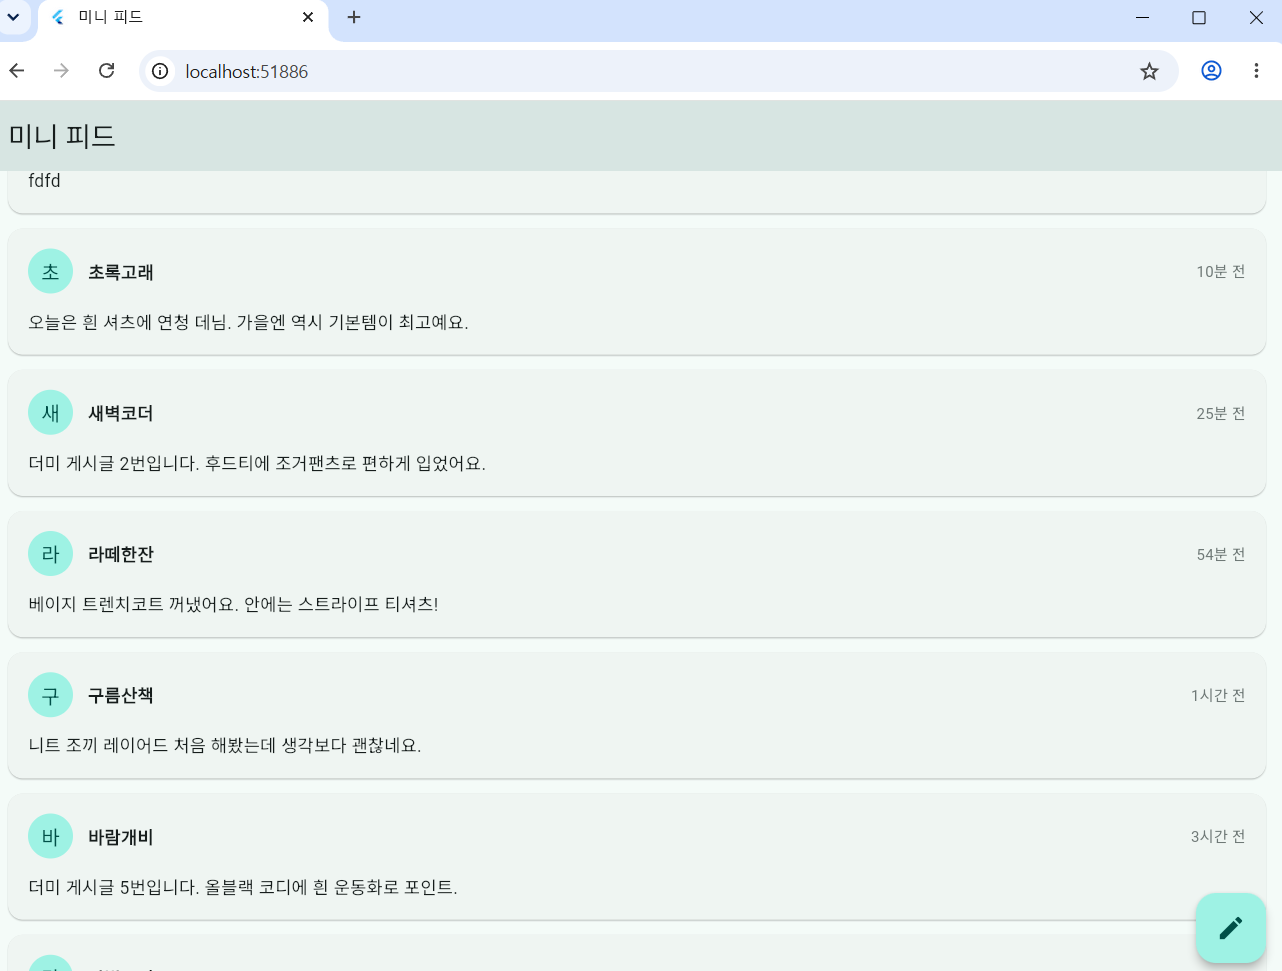 미니 피드
localhost:51886
미니 피드
fdfd
초 초록고래 10분 전
오늘은 흰 셔츠에 연청 데님. 가을엔 역시 기본템이 최고예요.
새 새벽코더 25분 전
더미 게시글 2번입니다. 후드티에 조거팬츠로 편하게 입었어요.
라 라떼한잔 54분 전
베이지 트렌치코트 꺼냈어요. 안에는 스트라이프 티셔츠!
구 구름산책 1시간 전
니트 조끼 레이어드 처음 해봤는데 생각보다 괜찮네요.
바 바람개비 3시간 전
더미 게시글 5번입니다. 올블랙 코디에 흰 운동화로 포인트.